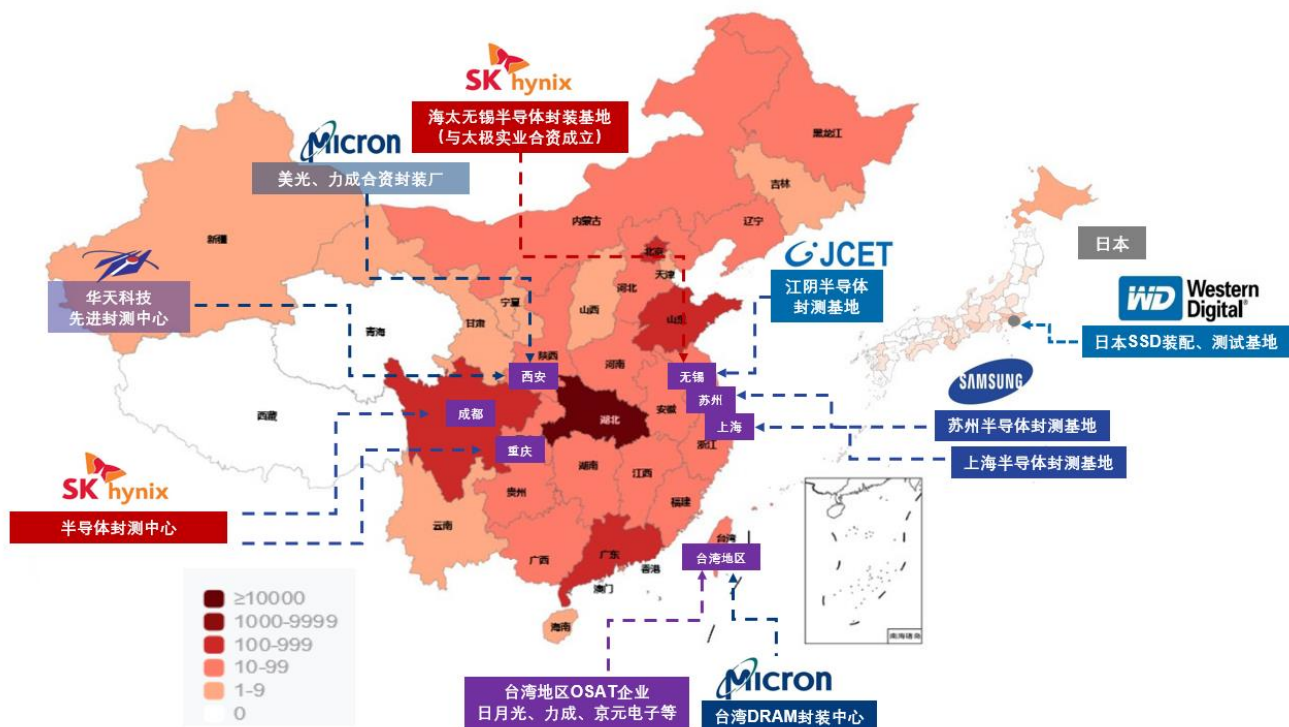 SK hynix
海太无锡半导体封装基地
(与太极实业合资成立)
Micron
美光、力成合资封装厂
华天科技
先进封测中心
JCET
江阴半导体
封测基地
日本
WD Western Digital®
日本SSD装配、测试基地
SAMSUNG
苏州半导体封测基地
上海半导体封测基地
SK hynix
半导体封测中心
黑龙江
吉林
辽宁
内蒙古
新疆
北京
天津
河北
山西
山东
宁夏
甘肃
青海
陕西
河南
西安
无锡
苏州
上海
西藏
成都
重庆
湖北
安徽
浙江
湖南
江西
贵州
福建
云南
广西
广东
台湾
台湾地区
香港
澳门
海南
南海诸岛
≥10000
1000-9999
100-999
10-99
1-9
0
台湾地区OSAT企业
日月光、力成、京元电子等
Micron
台湾DRAM封装中心